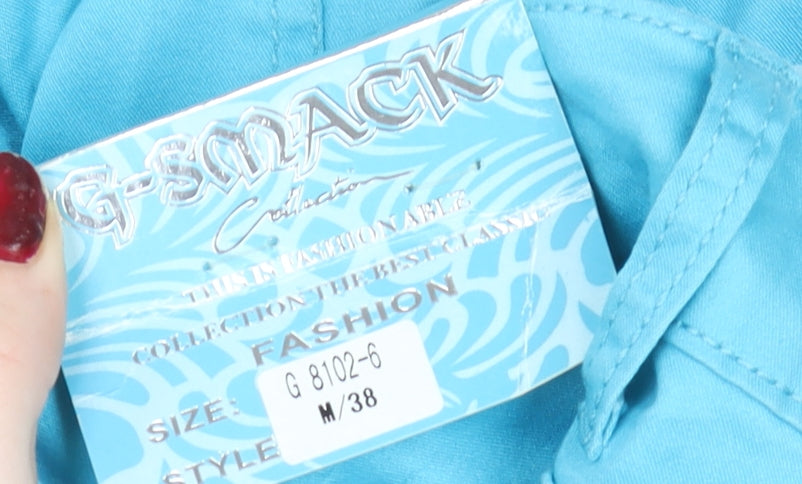 G-SMACK
Collection
THIS IS FASHIONABLE
COLLECTION THE BEST CLASSIC
FASHION
G 8102-6
SIZE: M/38
STYLE